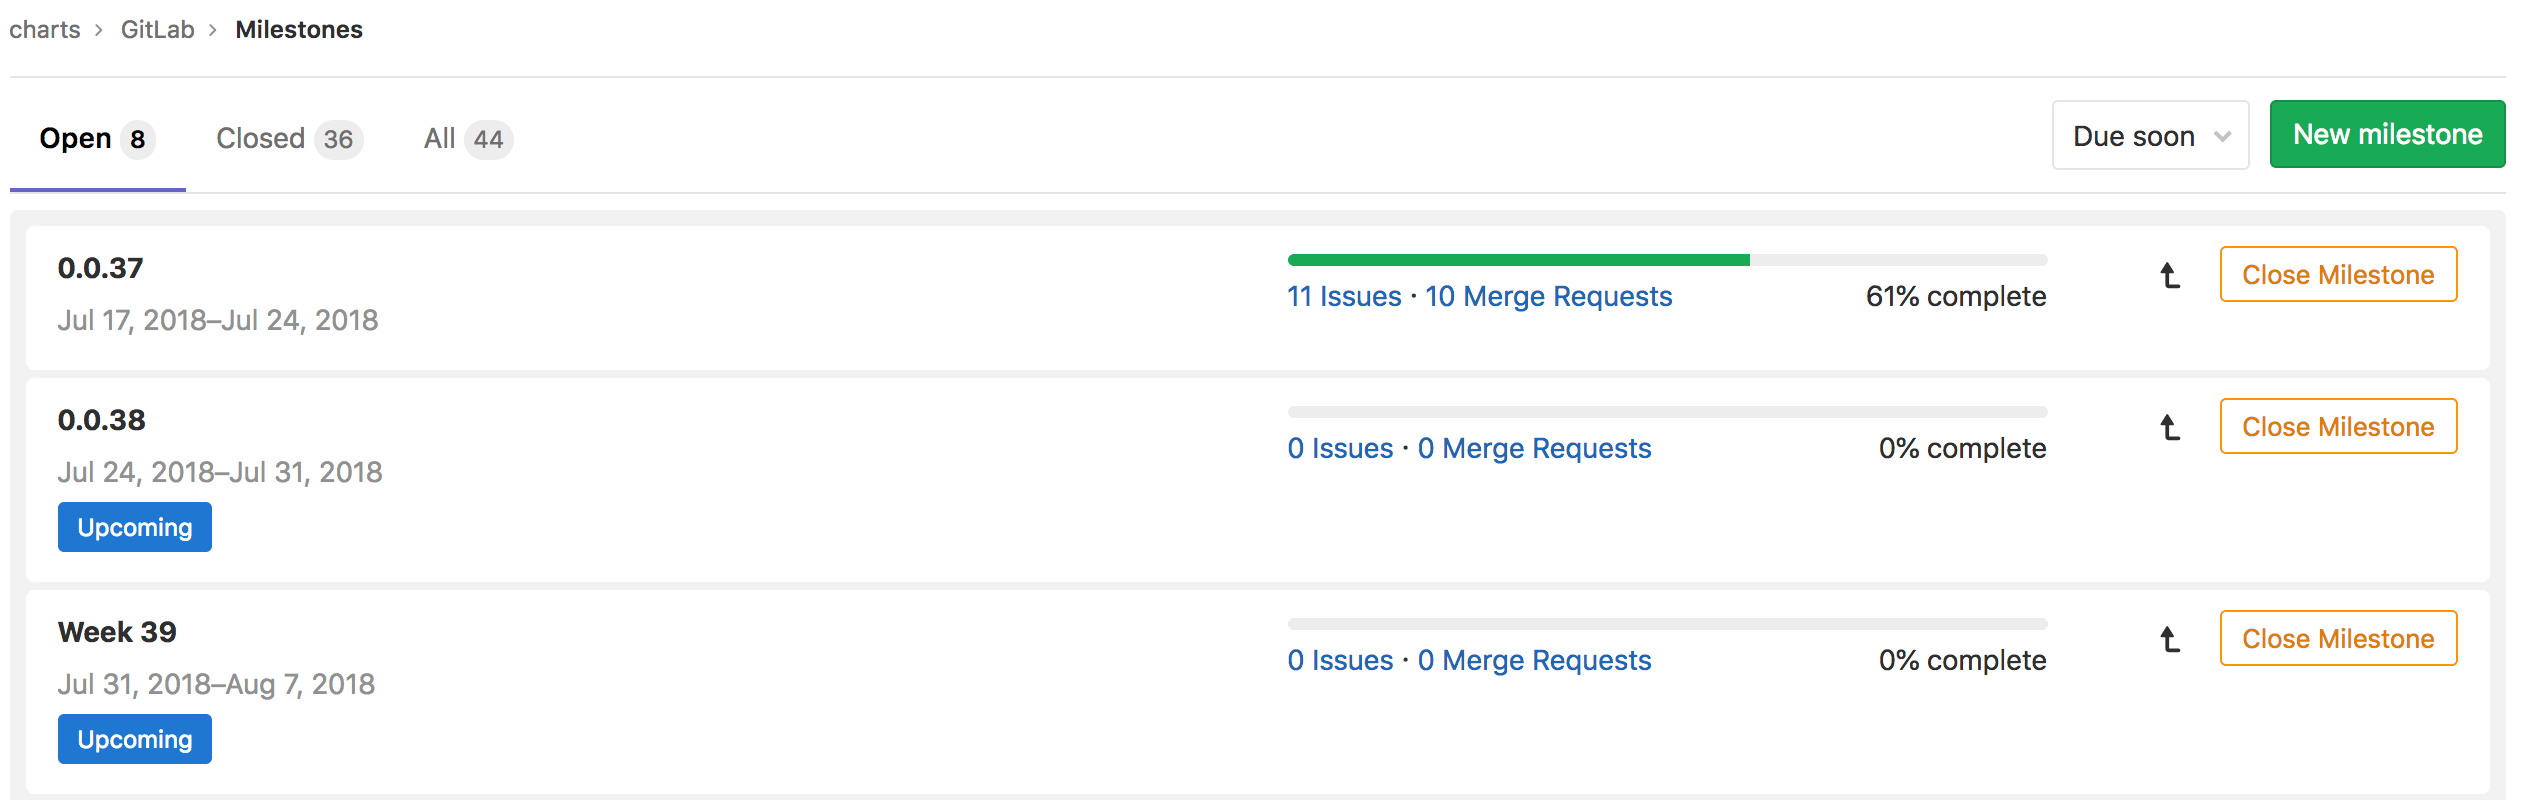 charts > GitLab > Milestones
Open 8 Closed 36 All 44 Due soon New milestone
0.0.37
Jul 17, 2018–Jul 24, 2018
11 Issues · 10 Merge Requests 61% complete
Close Milestone
0.0.38
Jul 24, 2018–Jul 31, 2018
Upcoming
0 Issues · 0 Merge Requests 0% complete
Close Milestone
Week 39
Jul 31, 2018–Aug 7, 2018
Upcoming
0 Issues · 0 Merge Requests 0% complete
Close Milestone